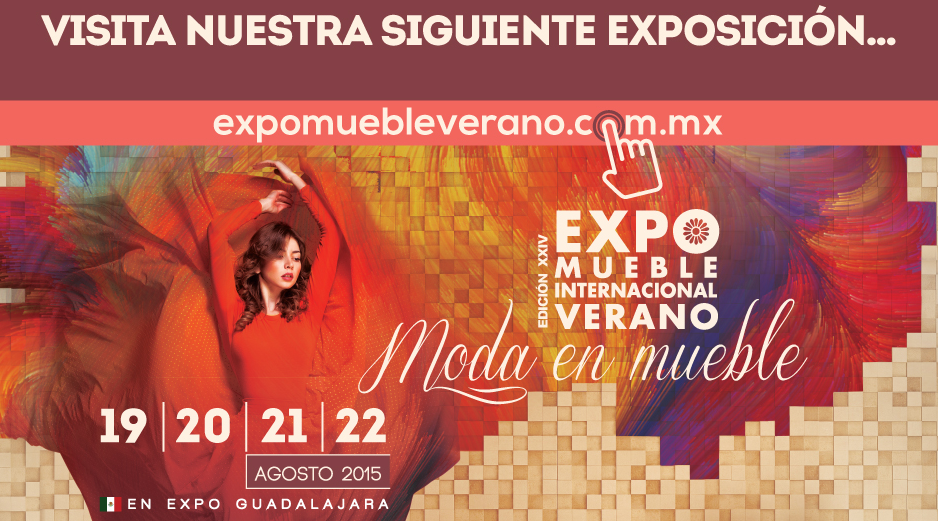 VISITA NUESTRA SIGUIENTE EXPOSICIÓN...
expomuebleverano.com.mx
EDICIÓN XXIV
EXPO
MUEBLE
INTERNACIONAL
VERANO
Moda en mueble
19 | 20 | 21 | 22
AGOSTO 2015
EN EXPO GUADALAJARA